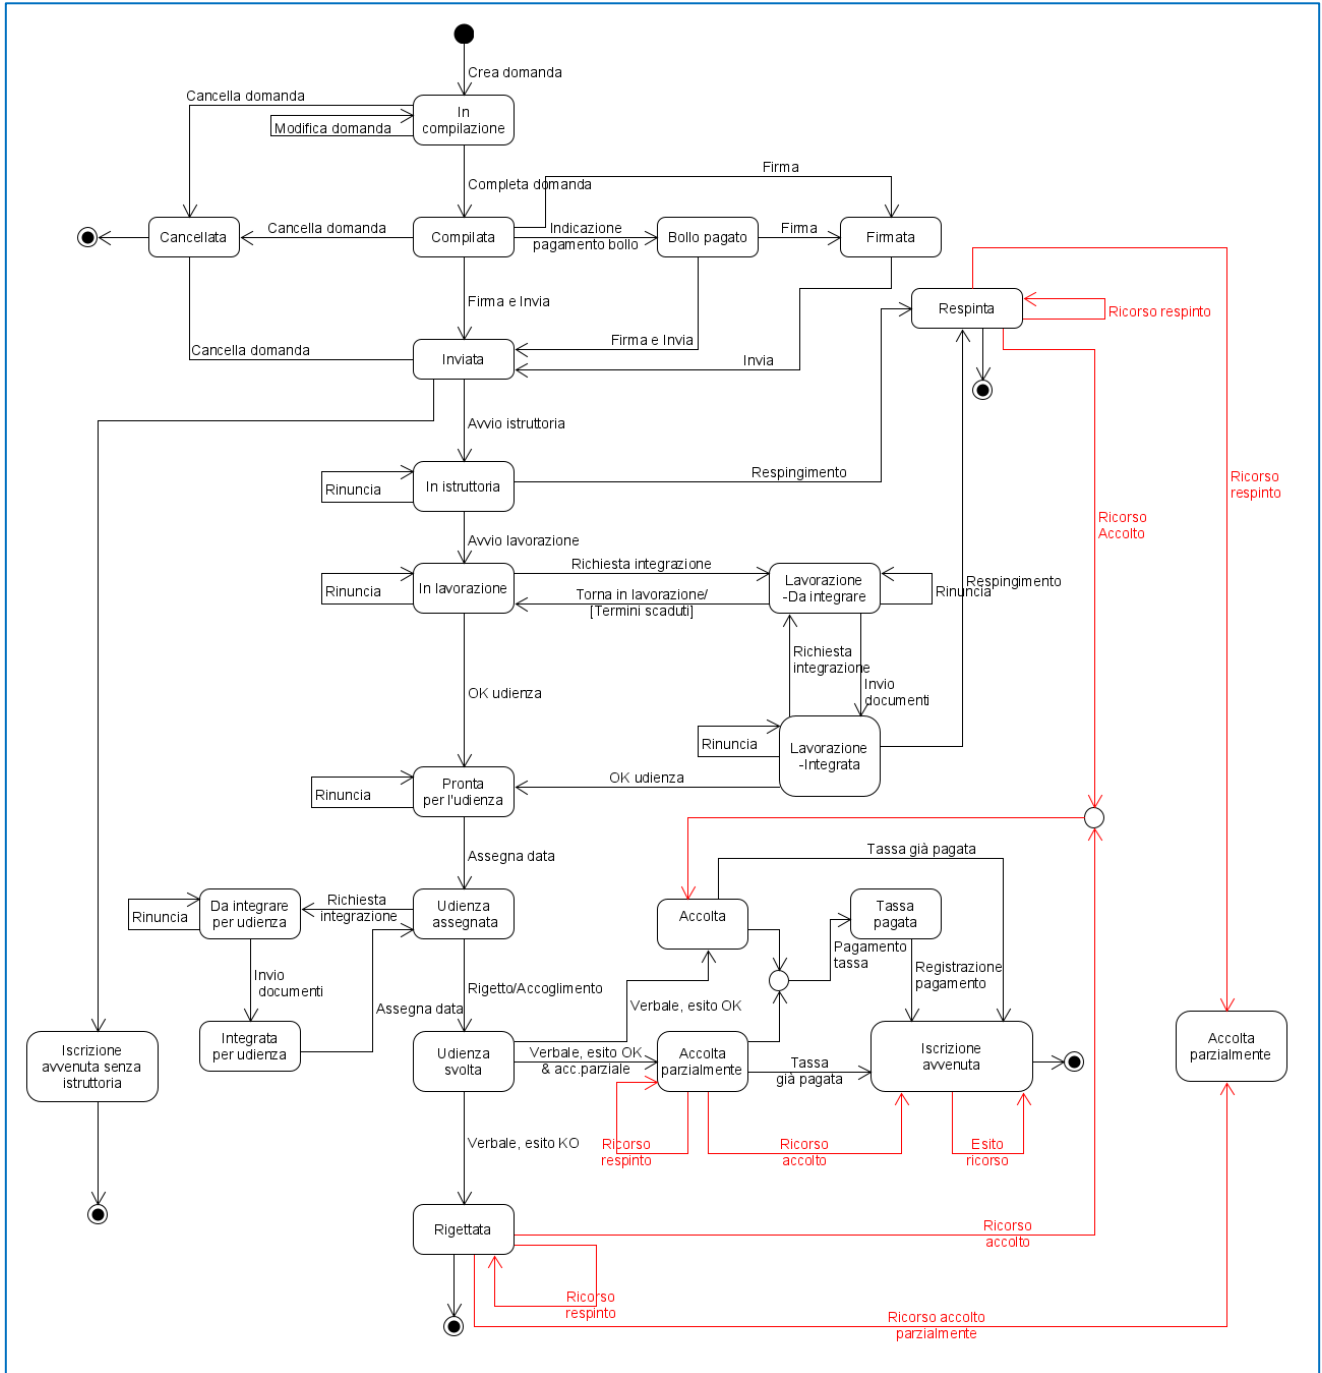 Crea domanda
Cancella domanda
In
compilazione
Modifica domanda
Firma
Completa domanda
Cancellata
Cancella domanda
Compilata
Indicazione
pagamento bollo
Bollo pagato
Firma
Firmata
Firma e Invia
Respinta
Ricorso respinto
Cancella domanda
Inviata
Firma e Invia
Invia
Avvio istruttoria
Rinuncia
In istruttoria
Respingimento
Ricorso
respinto
Ricorso
Accolto
Avvio lavorazione
Rinuncia
In lavorazione
Richiesta integrazione
Torna in lavorazione/
[Termini scaduti]
Lavorazione
-Da integrare
Rinuncia
Respingimento
Richiesta
integrazione
Invio
documenti
OK udienza
Rinuncia
Lavorazione
-Integrata
Rinuncia
Pronta
per l'udienza
OK udienza
Assegna data
Tassa già pagata
Rinuncia
Da integrare
per udienza
Richiesta
integrazione
Udienza
assegnata
Accolta
Tassa
pagata
Pagamento
tassa
Invio
documenti
Rigetto/Accoglimento
Registrazione
pagamento
Assegna data
Verbale, esito OK
Iscrizione
avvenuta senza
istruttoria
Integrata
per udienza
Udienza
svolta
Verbale, esito OK
& acc.parziale
Accolta
parzialmente
Tassa
già pagata
Iscrizione
avvenuta
Accolta
parzialmente
Verbale, esito KO
Ricorso
respinto
Ricorso
accolto
Esito
ricorso
Rigettata
Ricorso
accolto
Ricorso
respinto
Ricorso accolto
parzialmente